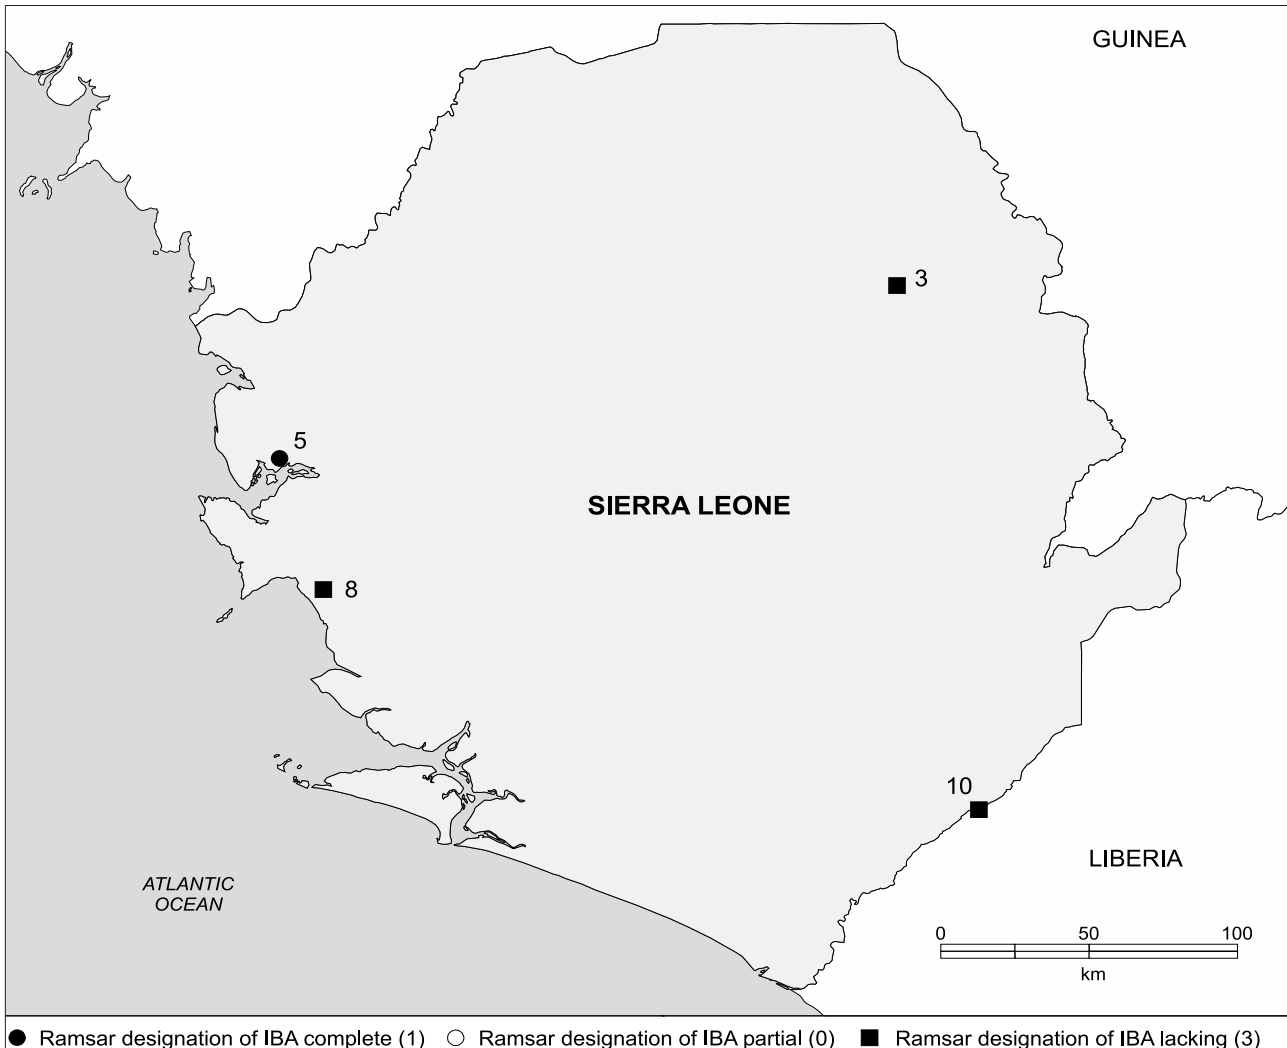 GUINEA
3
5
SIERRA LEONE
8
10
LIBERIA
ATLANTIC
OCEAN
0 50 100
km
Ramsar designation of IBA complete (1) Ramsar designation of IBA partial (0) Ramsar designation of IBA lacking (3)